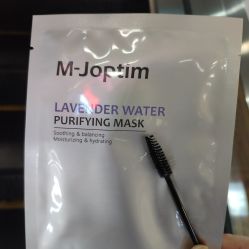 M-Joptim
LAVENDER WATER
PURIFYING MASK
Soothing & balancing
Moisturizing & hydrating